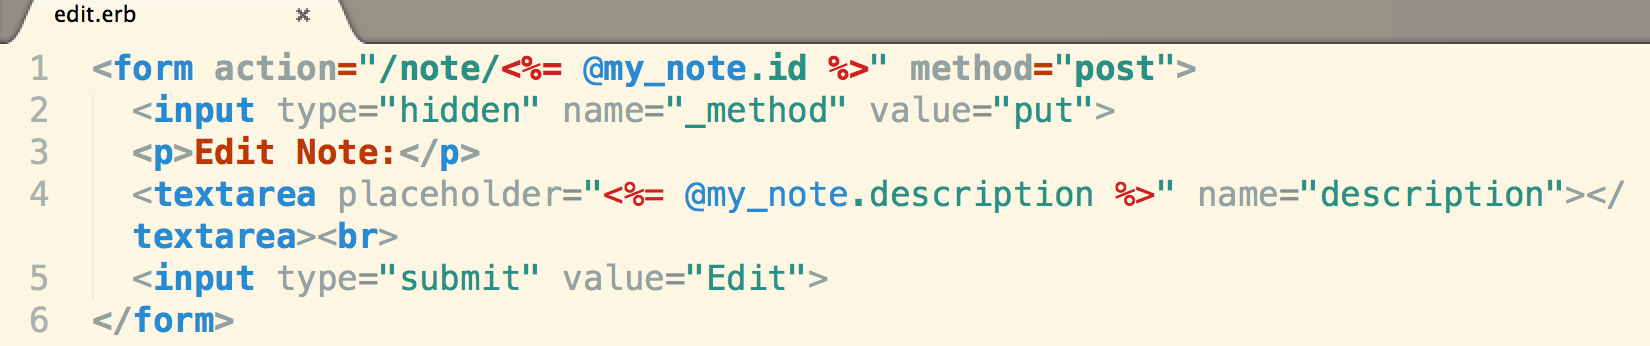 edit.erb ×
1 <form action="/note/<%= @my_note.id %>" method="post">
2   <input type="hidden" name="_method" value="put">
3   <p>Edit Note:</p>
4   <textarea placeholder="<%= @my_note.description %>" name="description"></
  textarea><br>
5   <input type="submit" value="Edit">
6 </form>